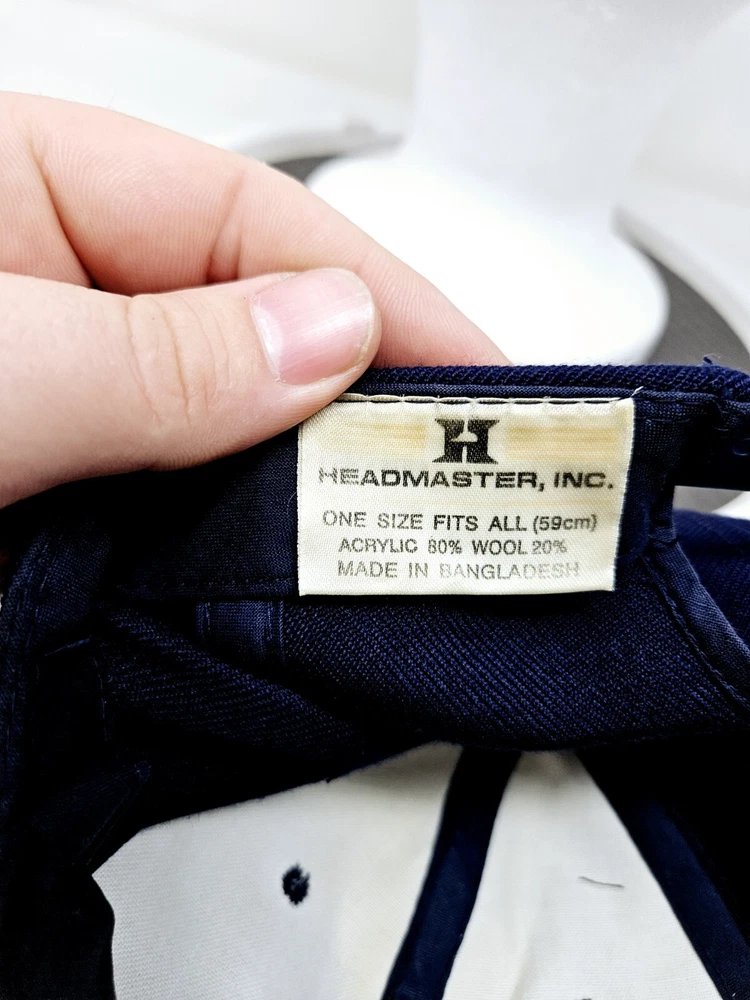 H
HEADMASTER, INC.
ONE SIZE FITS ALL (59cm)
ACRYLIC 80% WOOL 20%
MADE IN BANGLADESH